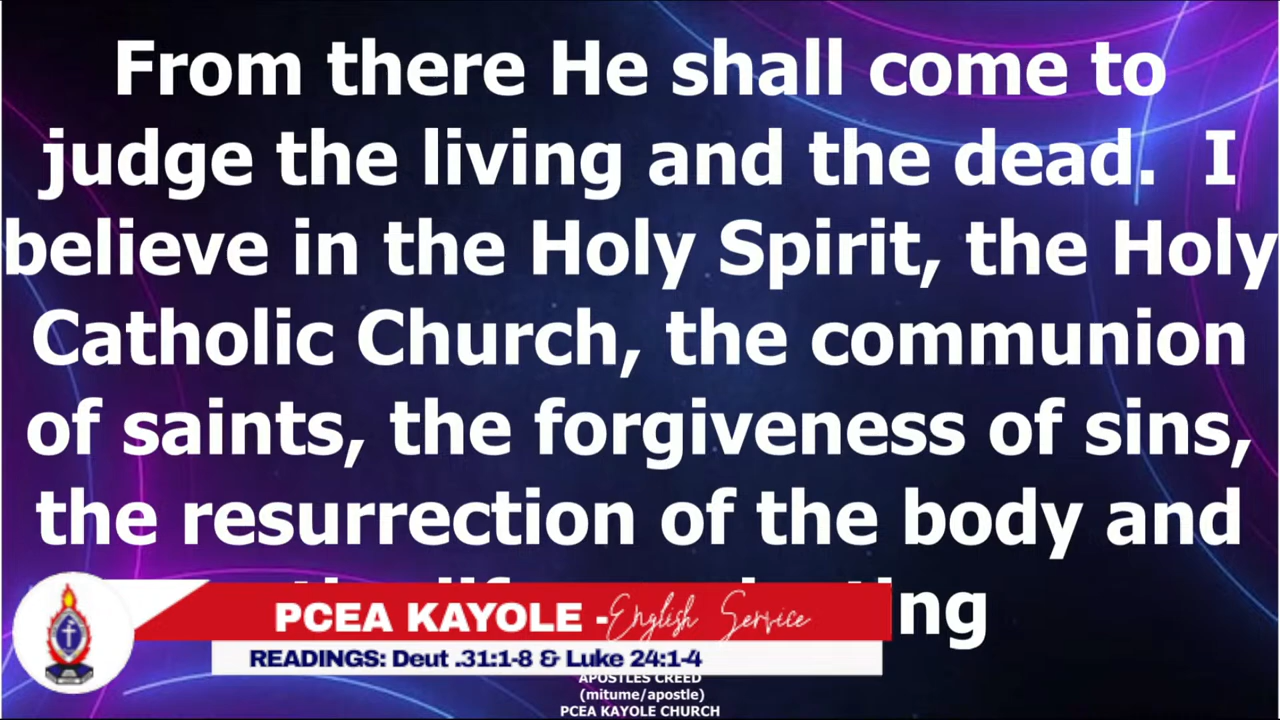 From there He shall come to
judge the living and the dead.  I
believe in the Holy Spirit, the Holy
Catholic Church, the communion
of saints, the forgiveness of sins,
the resurrection of the body and
PCEA KAYOLE - English Service
READINGS: Deut .31:1-8 & Luke 24:1-4
APOSTLES CREED
(mitume/apostle)
PCEA KAYOLE CHURCH